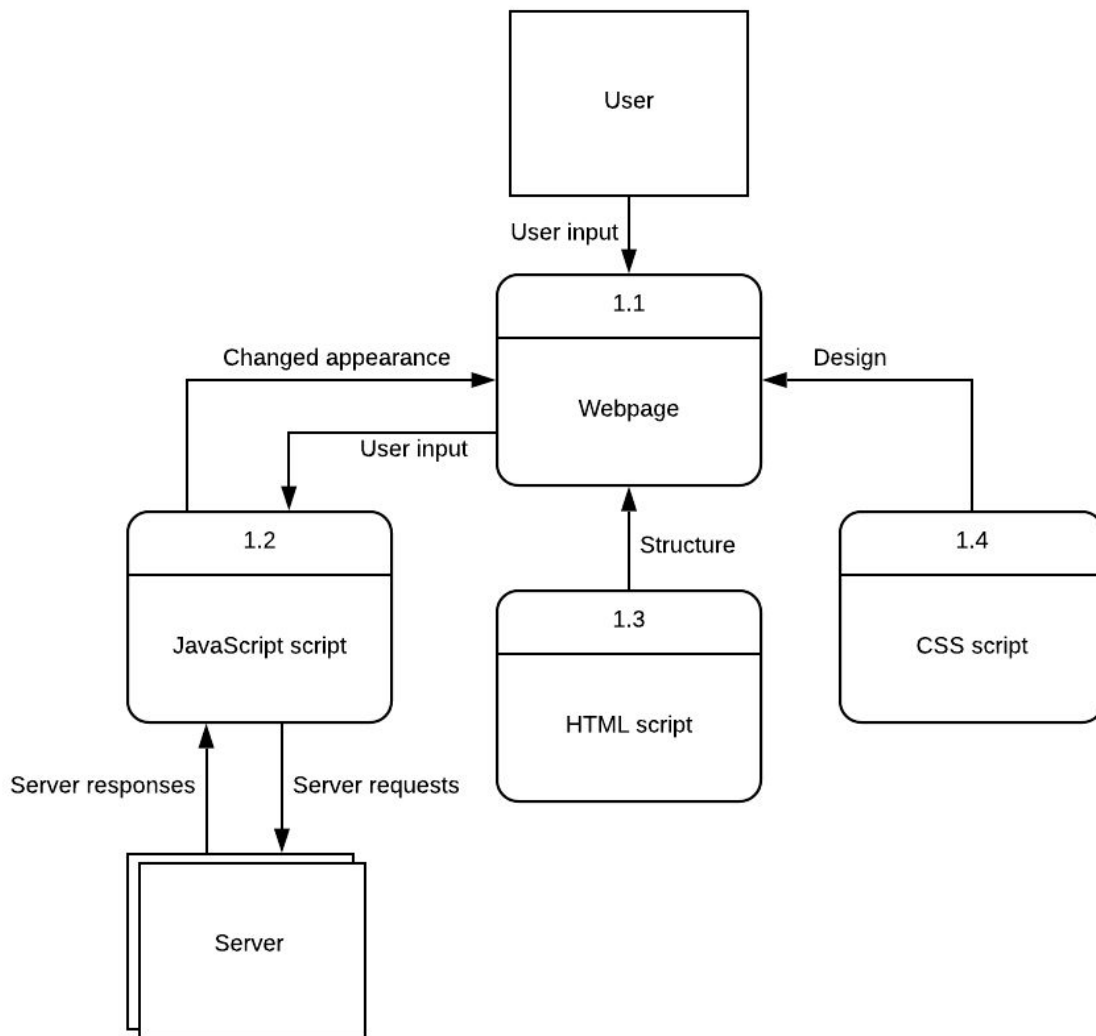 User
User input
1.1
Changed appearance
Design
Webpage
User input
1.2
Structure
1.4
1.3
JavaScript script
CSS script
HTML script
Server responses
Server requests
Server